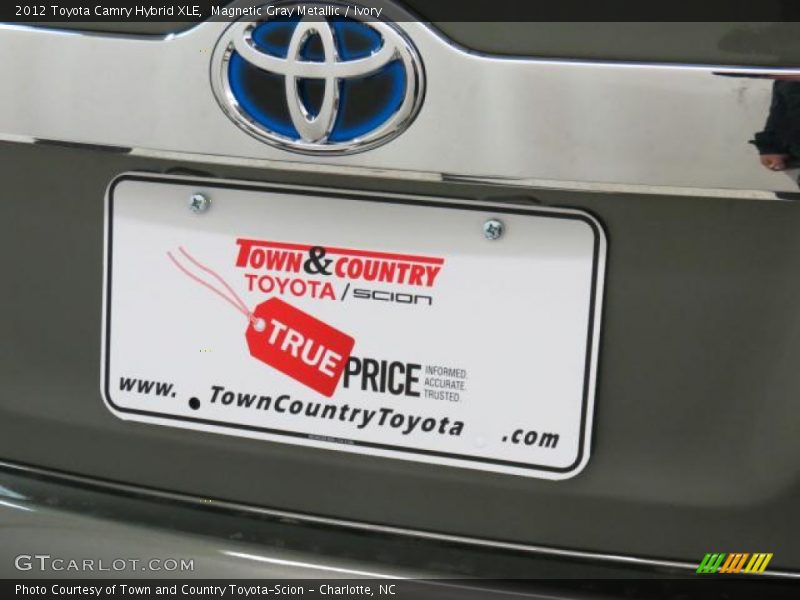 2012 Toyota Camry Hybrid XLE, Magnetic Gray Metallic / Ivory
TOWN & COUNTRY
TOYOTA / SCION
TRUE PRICE
INFORMED.
ACCURATE.
TRUSTED.
www. TownCountryToyota .com
GTCARLOT.COM
Photo Courtesy of Town and Country Toyota-Scion - Charlotte, NC